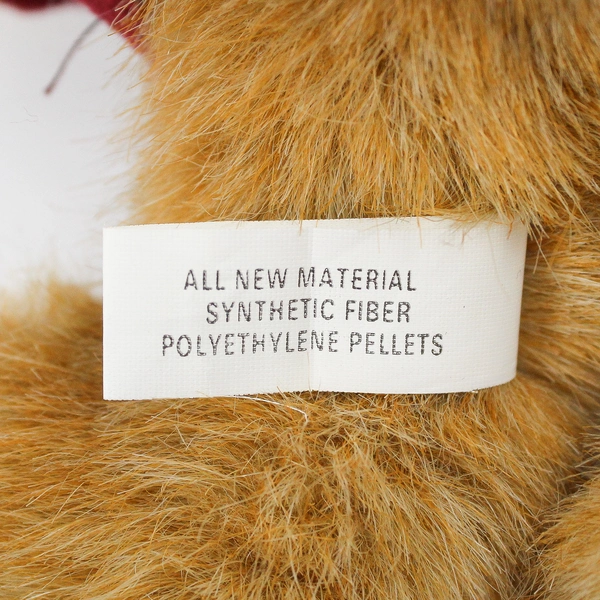 ALL NEW MATERIAL
SYNTHETIC FIBER
POLYETHYLENE PELLETS